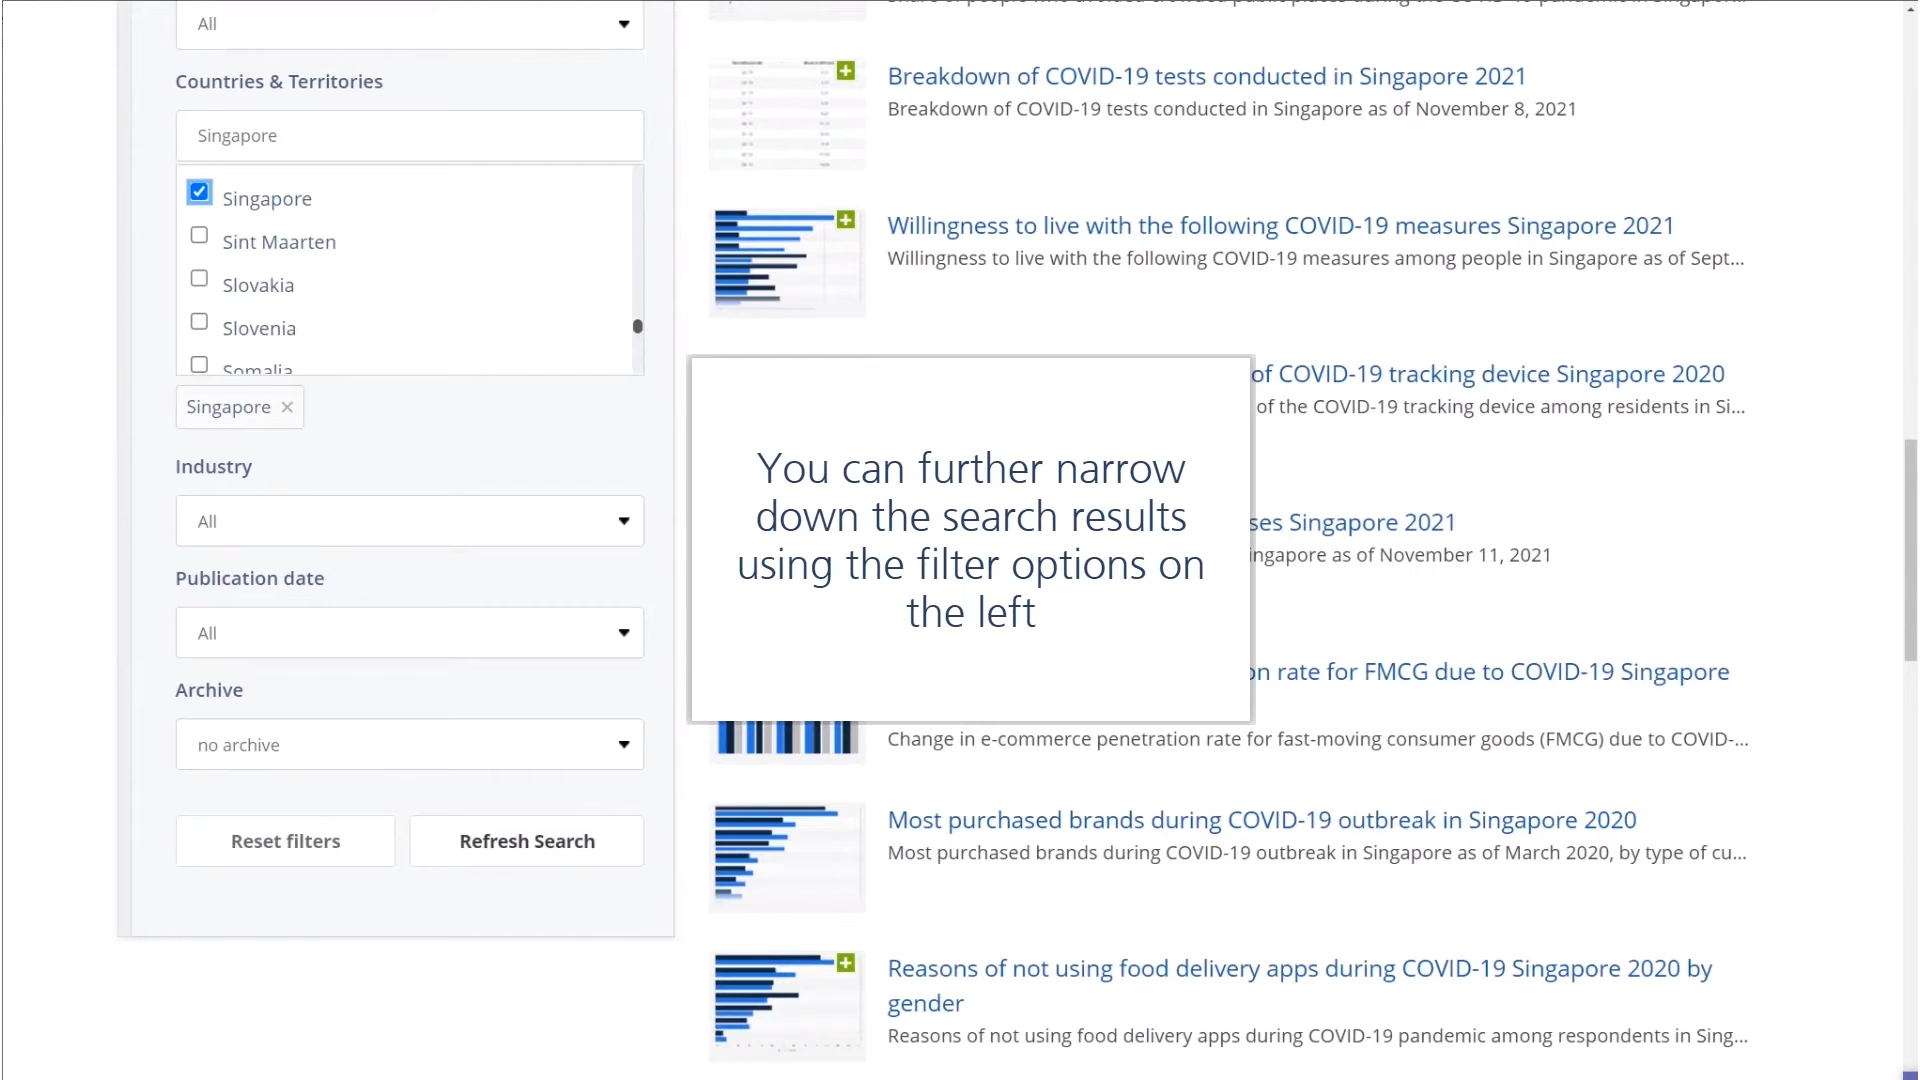 All
Countries & Territories
Singapore
Singapore
Sint Maarten
Slovakia
Slovenia
Somalia
Singapore
Industry
All
Publication date
All
Archive
no archive
Reset filters
Refresh Search
Breakdown of COVID-19 tests conducted in Singapore 2021
Breakdown of COVID-19 tests conducted in Singapore as of November 8, 2021
Willingness to live with the following COVID-19 measures Singapore 2021
Willingness to live with the following COVID-19 measures among people in Singapore as of Sept...
of COVID-19 tracking device Singapore 2020
of the COVID-19 tracking device among residents in Si...
Singapore 2021
as of November 11, 2021
rate for FMCG due to COVID-19 Singapore
Change in e-commerce penetration rate for fast-moving consumer goods (FMCG) due to COVID-...
Most purchased brands during COVID-19 outbreak in Singapore 2020
Most purchased brands during COVID-19 outbreak in Singapore as of March 2020, by type of cu...
Reasons of not using food delivery apps during COVID-19 Singapore 2020 by
gender
Reasons of not using food delivery apps during COVID-19 pandemic among respondents in Sing...
You can further narrow
down the search results
using the filter options on
the left